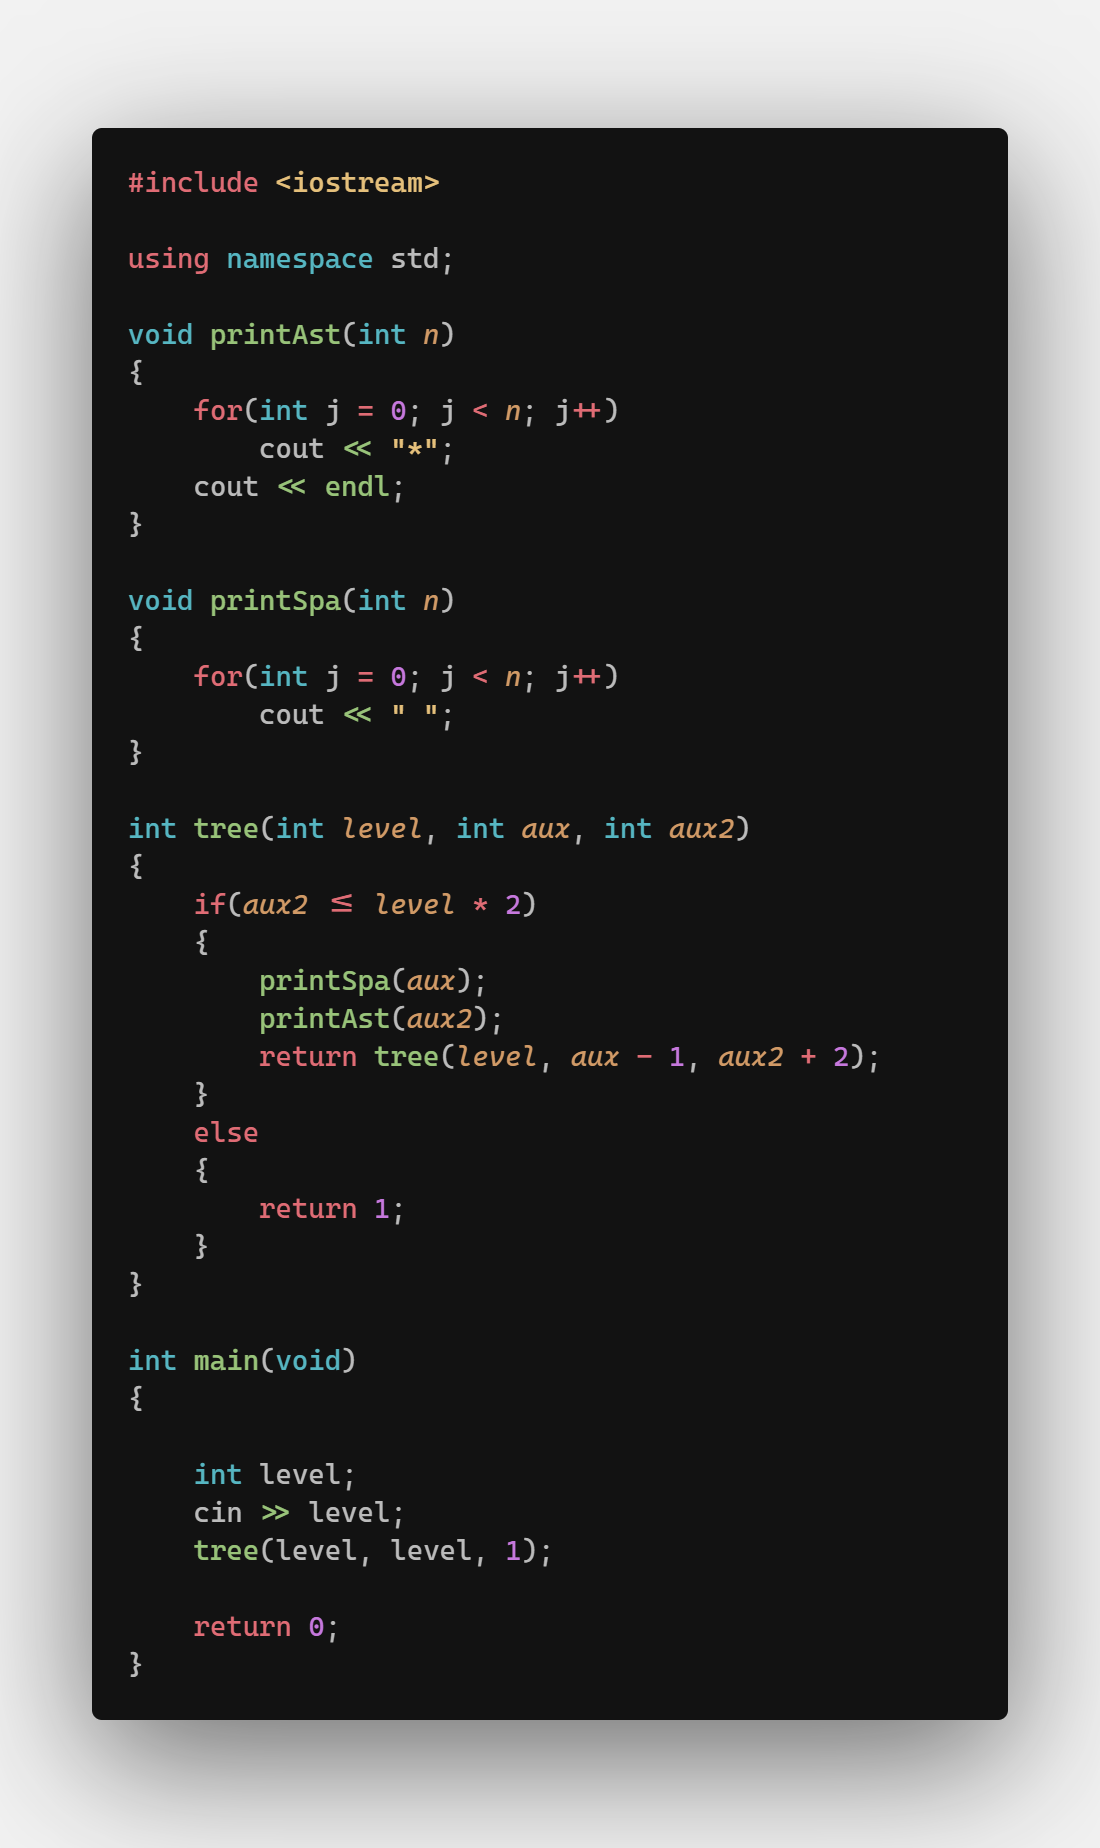 #include <iostream>
using namespace std;
void printAst(int n)
{
    for(int j = 0; j < n; j++)
        cout << "*";
    cout << endl;
}
void printSpa(int n)
{
    for(int j = 0; j < n; j++)
        cout << " ";
}
int tree(int level, int aux, int aux2)
{
    if(aux2 <= level * 2)
    {
        printSpa(aux);
        printAst(aux2);
        return tree(level, aux - 1, aux2 + 2);
    }
    else
    {
        return 1;
    }
}
int main(void)
{
    int level;
    cin >> level;
    tree(level, level, 1);
    return 0;
}